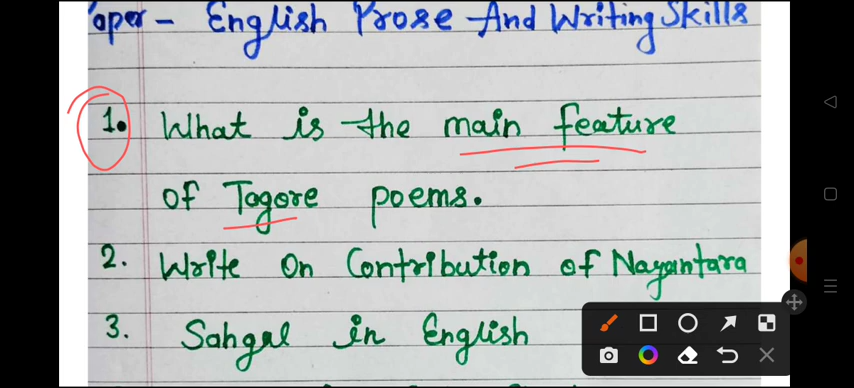 Paper - English Prose And Writing Skills
1. What is the main feature
of Tagore poems.
2. Write on Contribution of Nayantara
3. Sahgal in English